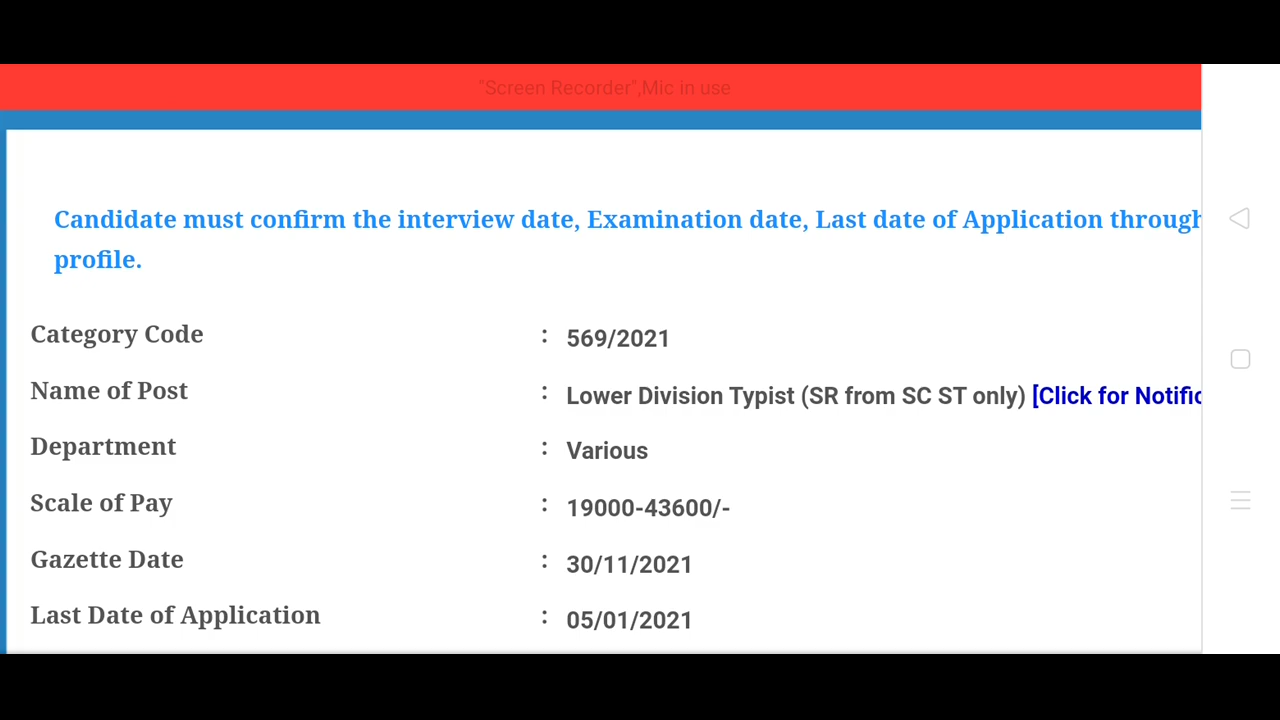 "Screen Recorder",Mic in use
Candidate must confirm the interview date, Examination date, Last date of Application through
profile.
Category Code : 569/2021
Name of Post : Lower Division Typist (SR from SC ST only) [Click for Notific
Department : Various
Scale of Pay : 19000-43600/-
Gazette Date : 30/11/2021
Last Date of Application : 05/01/2021